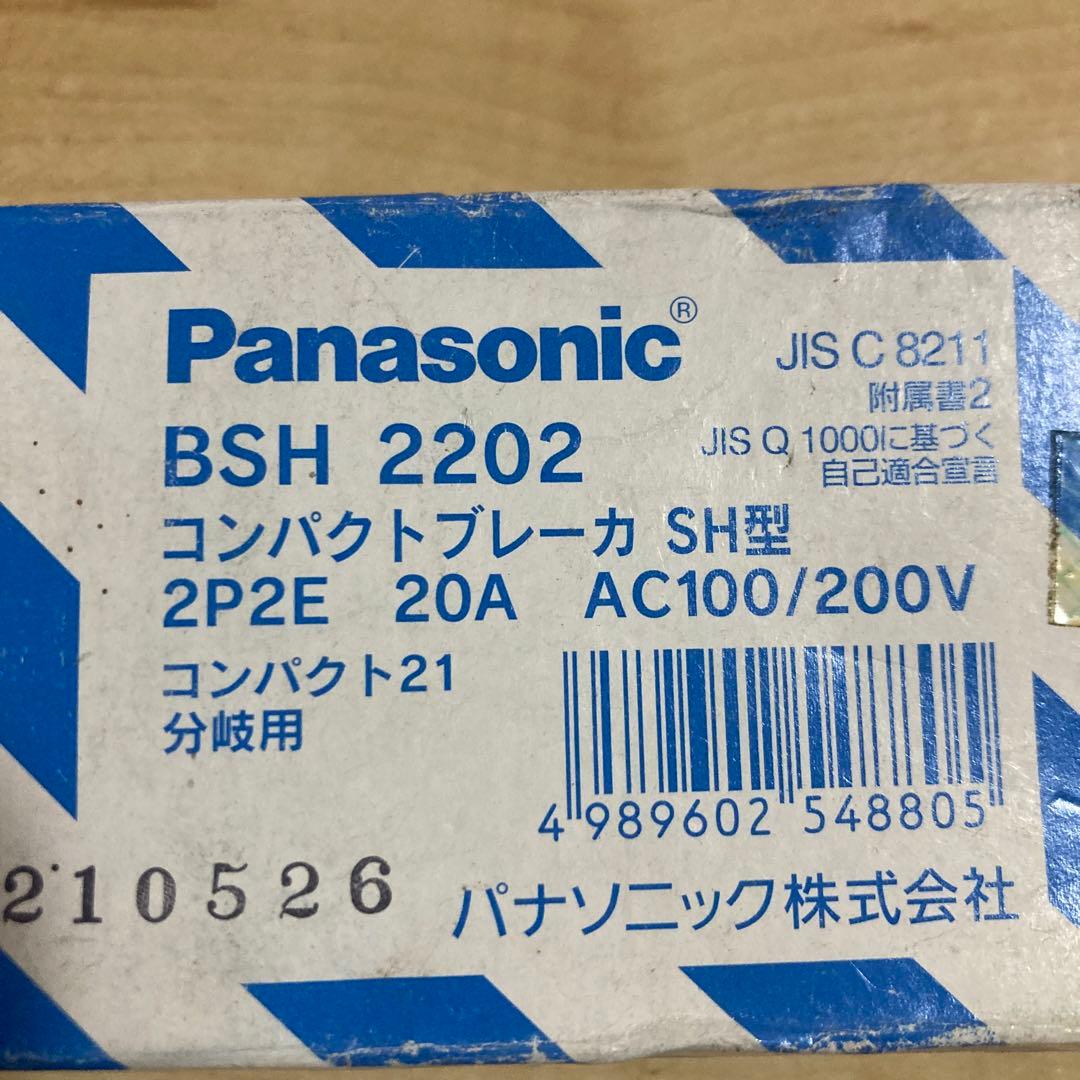 Panasonic®
JIS C 8211
附属書2
BSH 2202
JIS Q 1000に基づく
自己適合宣言
コンパクトブレーカ SH型
2P2E 20A AC100/200V
コンパクト21
分岐用
4 989602 548805
210526
パナソニック株式会社